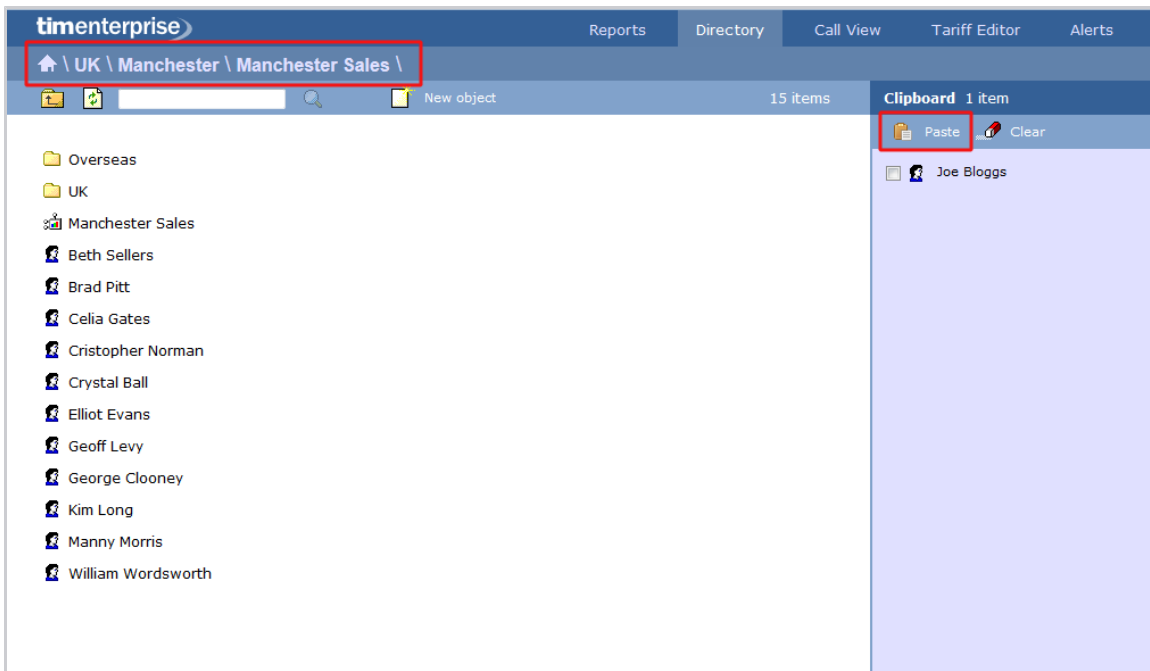 timenterprise
Reports Directory Call View Tariff Editor Alerts
\ UK \ Manchester \ Manchester Sales \
New object 15 items
Clipboard 1 item
Paste Clear
Joe Bloggs
Overseas
UK
Manchester Sales
Beth Sellers
Brad Pitt
Celia Gates
Cristopher Norman
Crystal Ball
Elliot Evans
Geoff Levy
George Clooney
Kim Long
Manny Morris
William Wordsworth